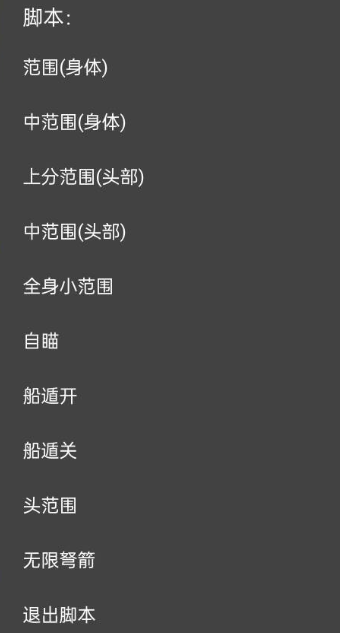 脚本：
范围(身体)
中范围(身体)
上分范围(头部)
中范围(头部)
全身小范围
自瞄
船遁开
船遁关
头范围
无限弩箭
退出脚本